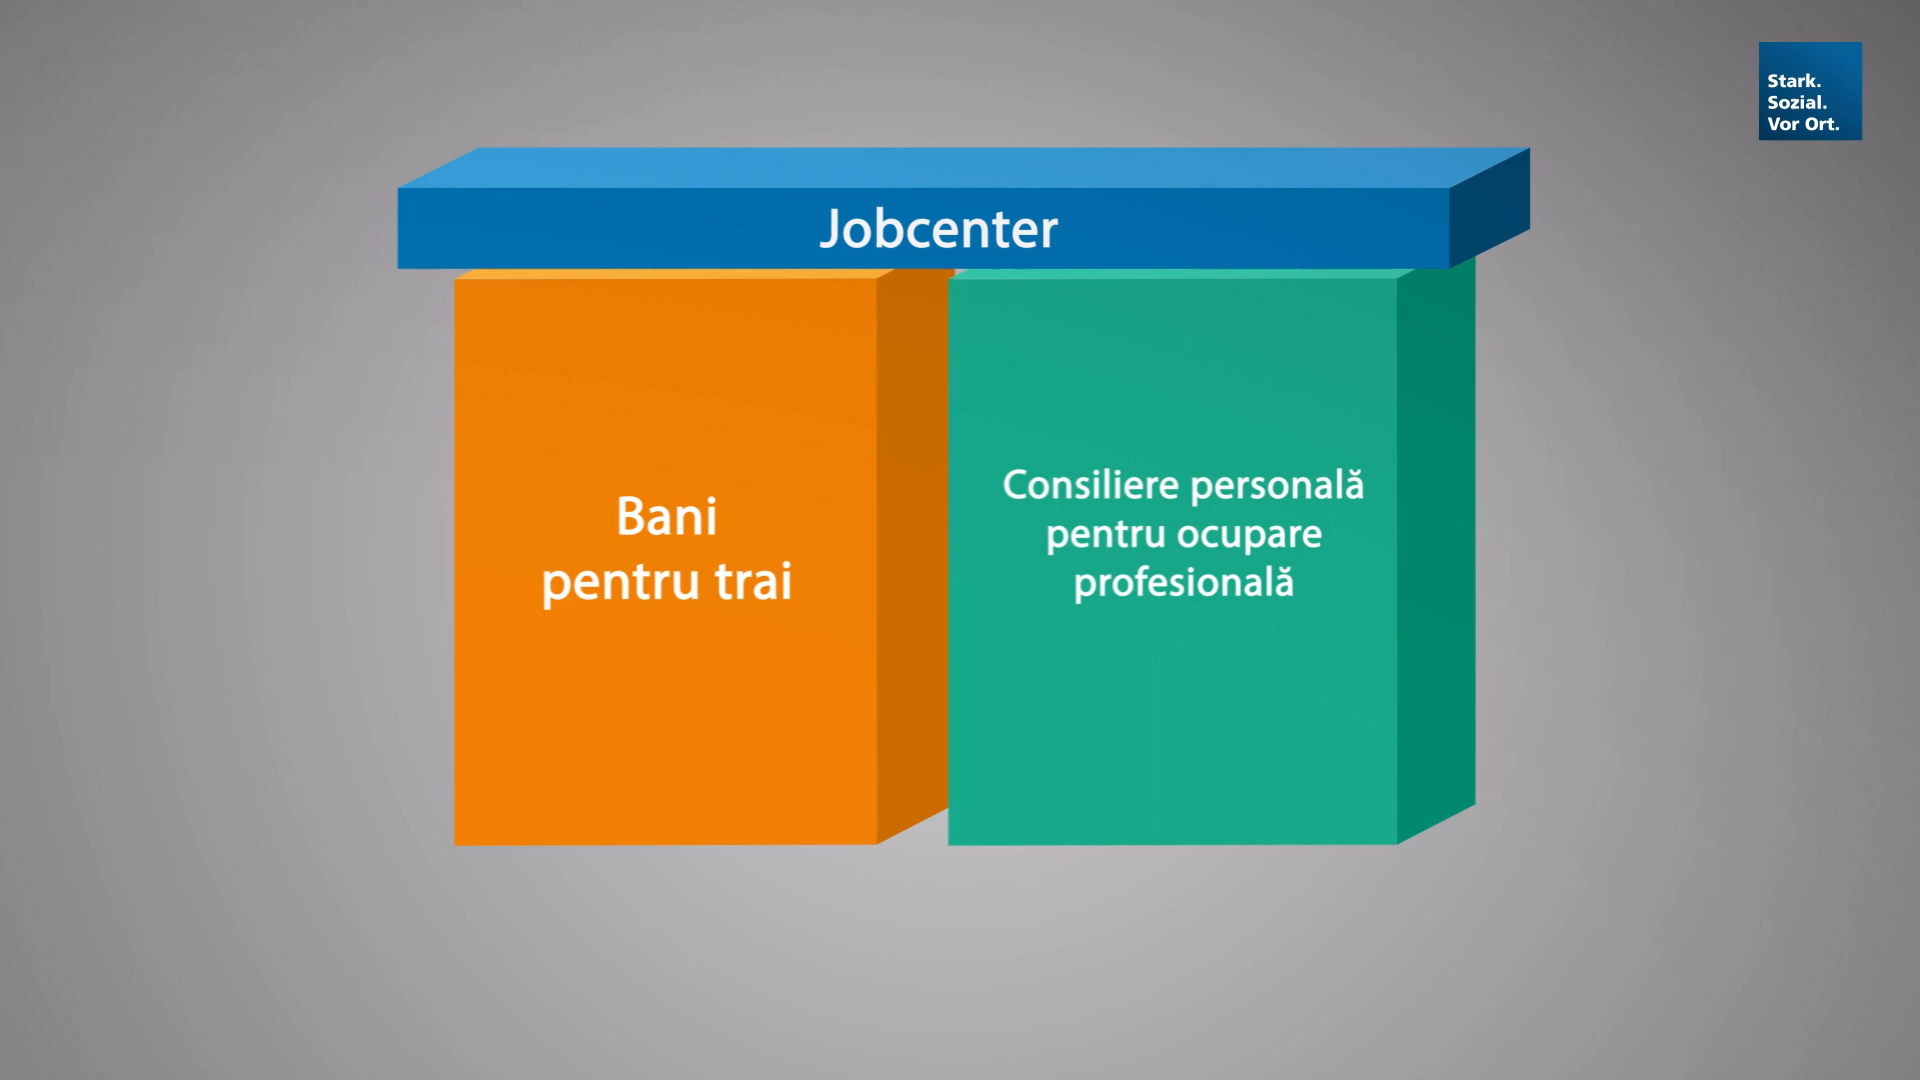 Stark.
Sozial.
Vor Ort.
Jobcenter
Bani
pentru trai
Consiliere personală
pentru ocupare
profesională